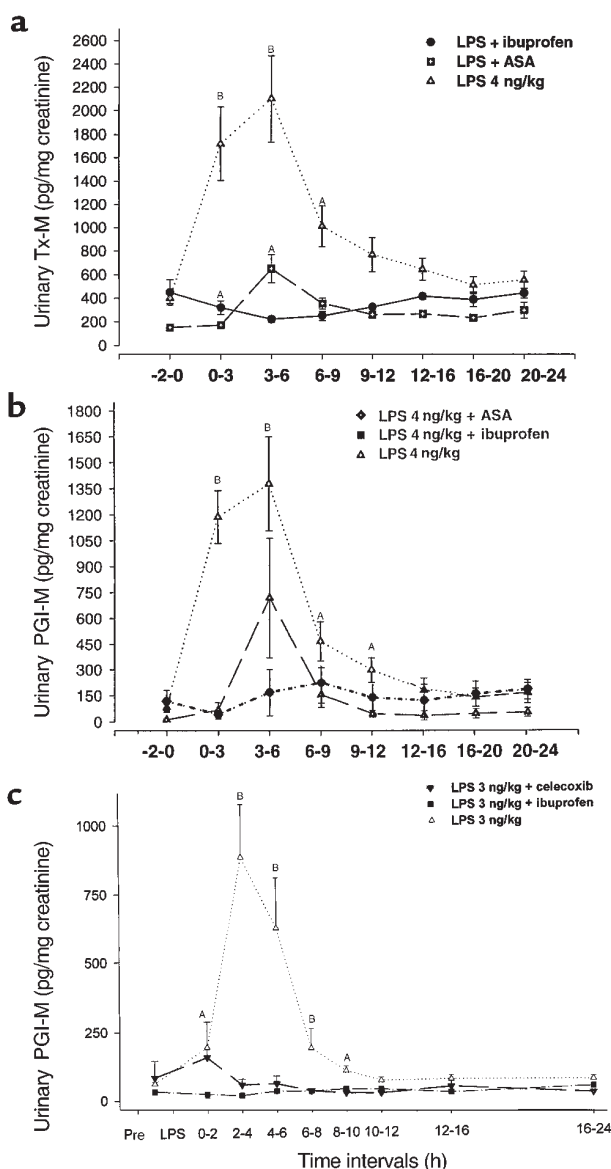 a
Urinary Tx-M (pg/mg creatinine)
2600
2400
2200
2000
1800
1600
1400
1200
1000
800
600
400
200
0
LPS + ibuprofen
LPS + ASA
LPS 4 ng/kg
B
B
A
A
A
-2-0 0-3 3-6 6-9 9-12 12-16 16-20 20-24
b
Urinary PGI-M (pg/mg creatinine)
1800
1650
1500
1350
1200
1050
900
750
600
450
300
150
0
LPS 4 ng/kg + ASA
LPS 4 ng/kg + ibuprofen
LPS 4 ng/kg
B
B
A
A
-2-0 0-3 3-6 6-9 9-12 12-16 16-20 20-24
c
Urinary PGI-M (pg/mg creatinine)
1000
750
500
250
0
LPS 3 ng/kg + celecoxib
LPS 3 ng/kg + ibuprofen
LPS 3 ng/kg
B
B
A
B
A
Pre LPS 0-2 2-4 4-6 6-8 8-10 10-12 12-16 16-24
Time intervals (h)